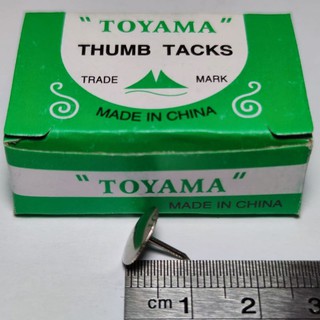 "TOYAMA"
THUMB TACKS
TRADE MARK
MADE IN CHINA
"TOYAMA"
MADE IN CHINA
cm 1 2 3